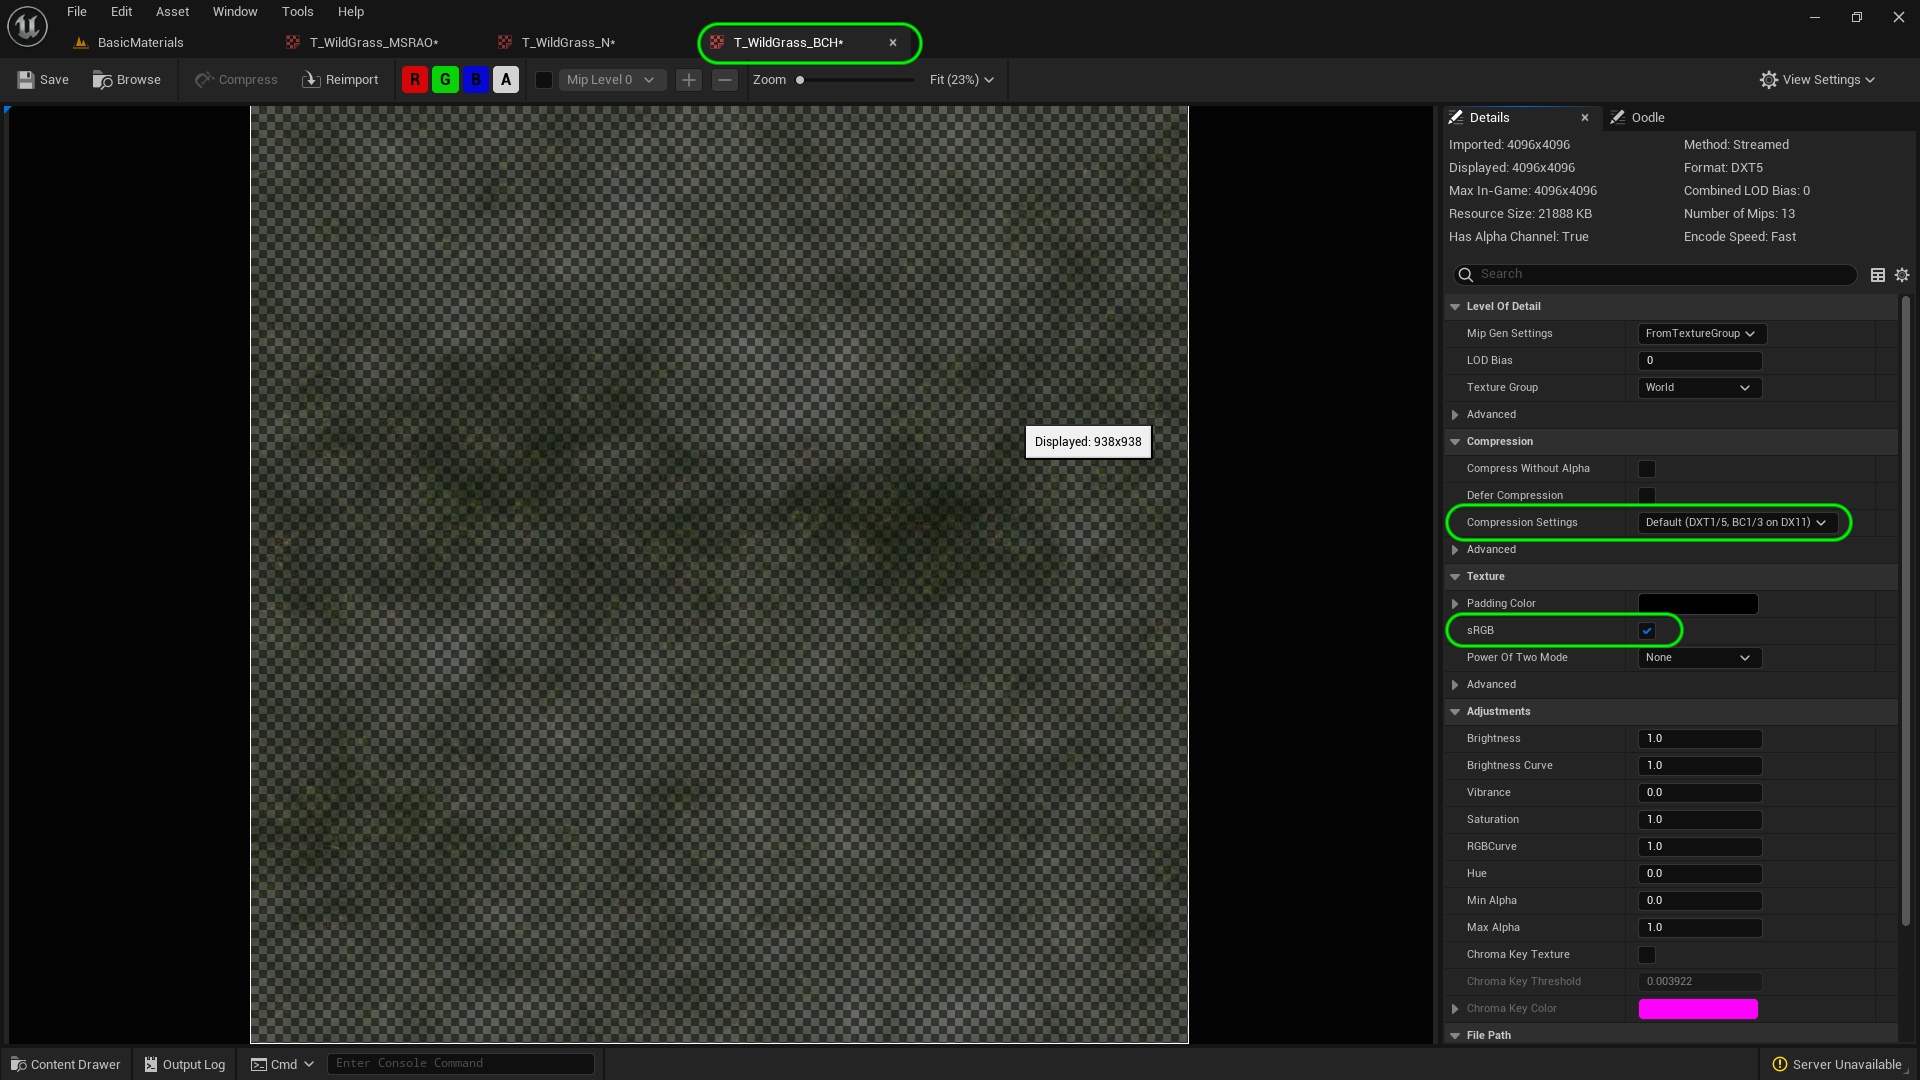 File Edit Asset Window Tools Help
BasicMaterials T_WildGrass_MSRAO* T_WildGrass_N* T_WildGrass_BCH*
Save Browse Compress Reimport R G B A Mip Level 0 Zoom Fit (23%) View Settings
Details Oodle
Imported: 4096x4096 Method: Streamed
Displayed: 4096x4096 Format: DXT5
Max In-Game: 4096x4096 Combined LOD Bias: 0
Resource Size: 21888 KB Number of Mips: 13
Has Alpha Channel: True Encode Speed: Fast
Search
Level Of Detail
Mip Gen Settings FromTextureGroup
LOD Bias 0
Texture Group World
Advanced
Displayed: 938x938
Compression
Compress Without Alpha
Defer Compression
Compression Settings Default (DXT1/5, BC1/3 on DX11)
Advanced
Texture
Padding Color
sRGB
Power Of Two Mode None
Advanced
Adjustments
Brightness 1.0
Brightness Curve 1.0
Vibrance 0.0
Saturation 1.0
RGBCurve 1.0
Hue 0.0
Min Alpha 0.0
Max Alpha 1.0
Chroma Key Texture
Chroma Key Threshold 0.003922
Chroma Key Color
File Path
Content Drawer Output Log Cmd Enter Console Command Server Unavailable